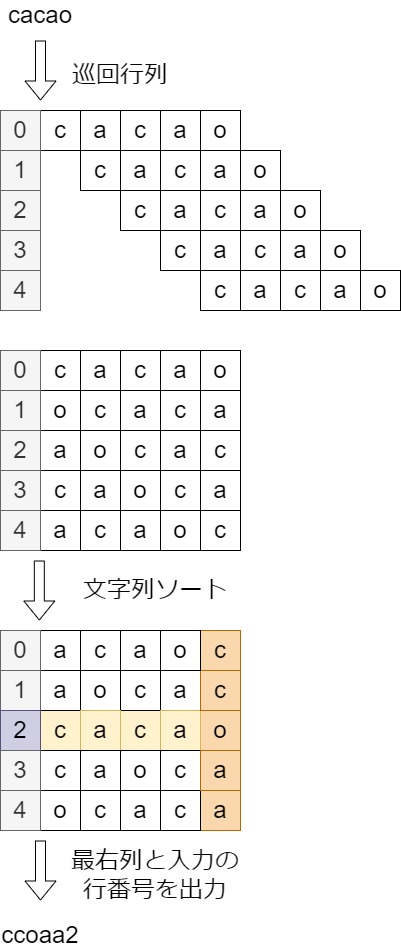 cacao
巡回行列
0 c a c a o
1 c a c a o
2 c a c a o
3 c a c a o
4 c a c a o
0 c a c a o
1 o c a c a
2 a o c a c
3 c a o c a
4 a c a o c
文字列ソート
0 a c a o c
1 a o c a c
2 c a c a o
3 c a o c a
4 o c a c a
最右列と入力の
行番号を出力
ccoaa2